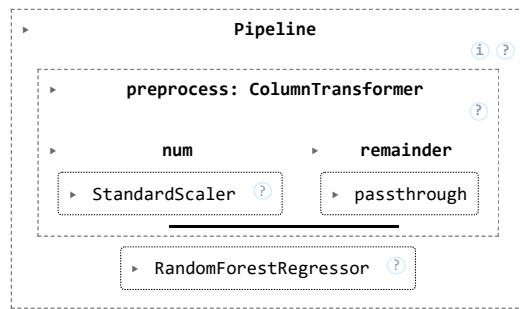 Pipeline
i ?
preprocess: ColumnTransformer
?
num remainder
StandardScaler ? passthrough
RandomForestRegressor ?